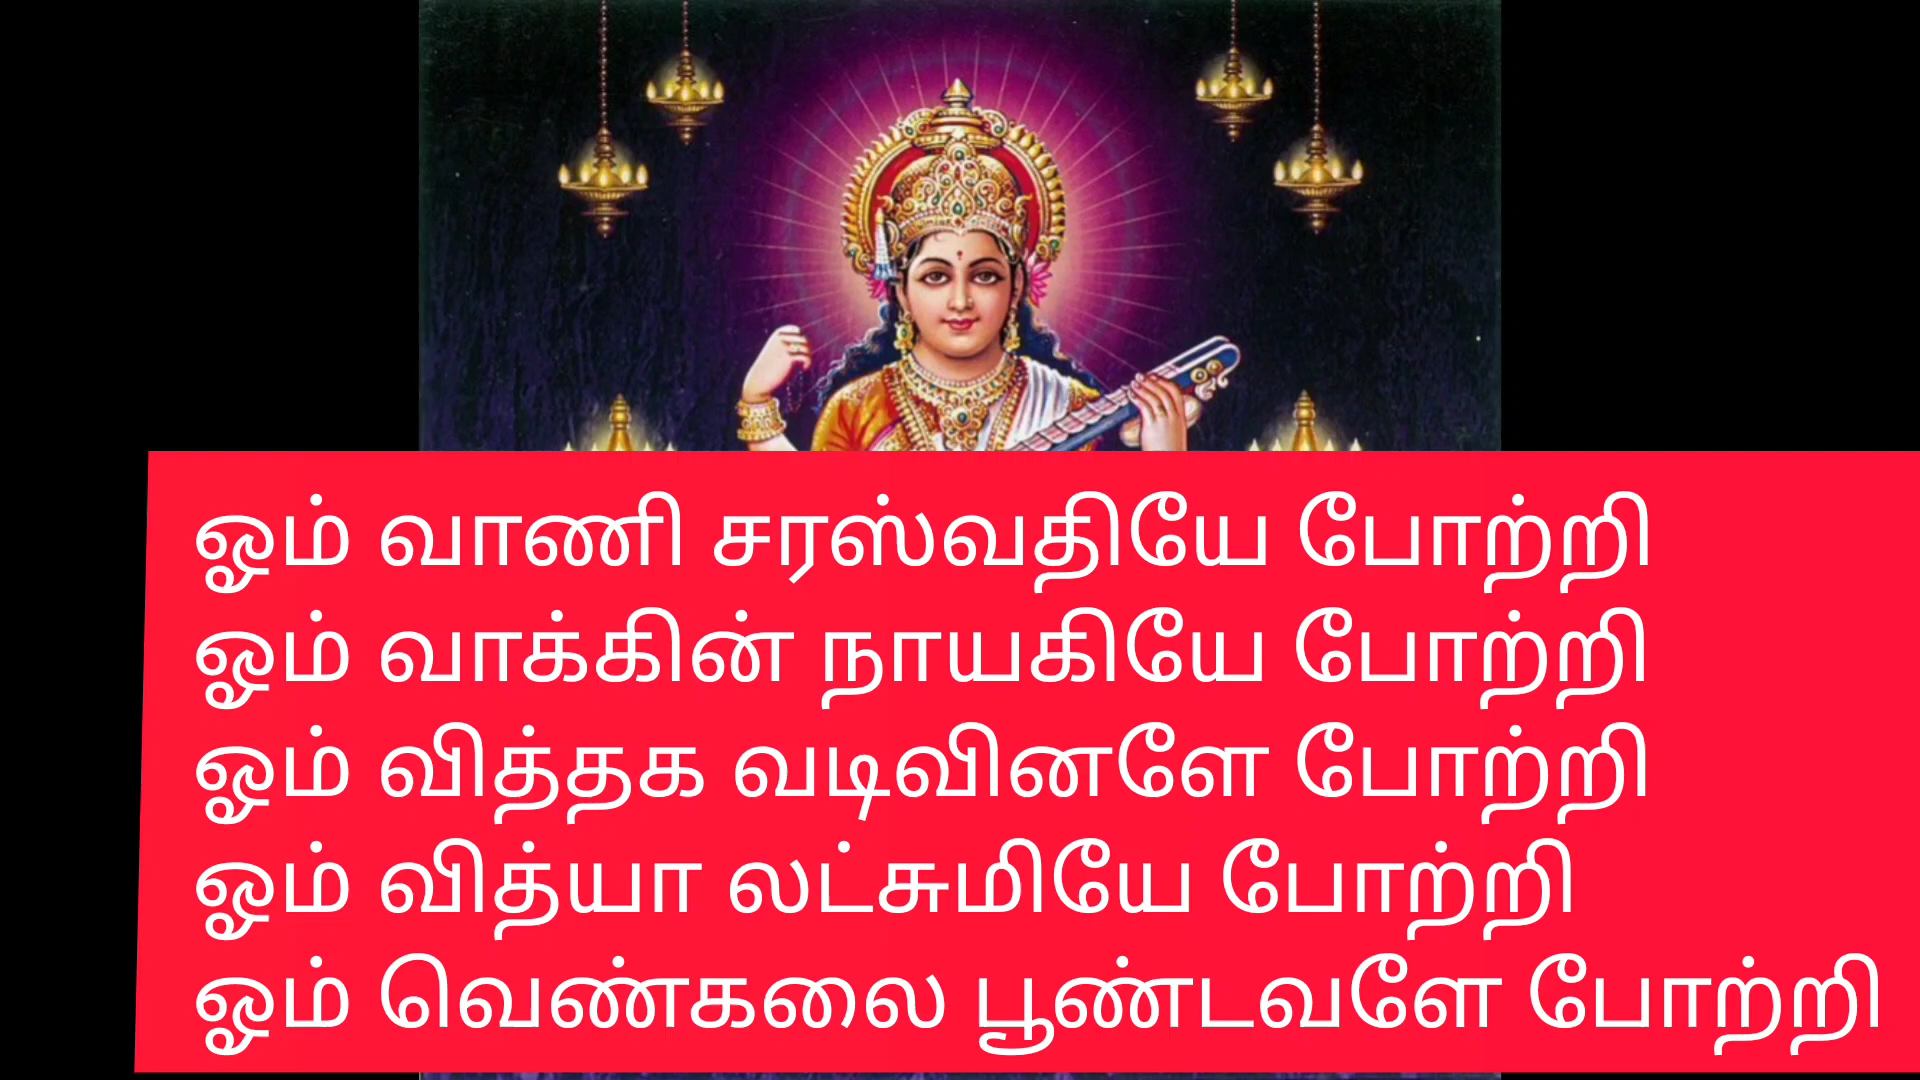 ஓம் வாணி சரஸ்வதியே போற்றி
ஓம் வாக்கின் நாயகியே போற்றி
ஓம் வித்தக வடிவினளே போற்றி
ஓம் வித்யா லட்சுமியே போற்றி
ஓம் வெண்கலை பூண்டவளே போற்றி